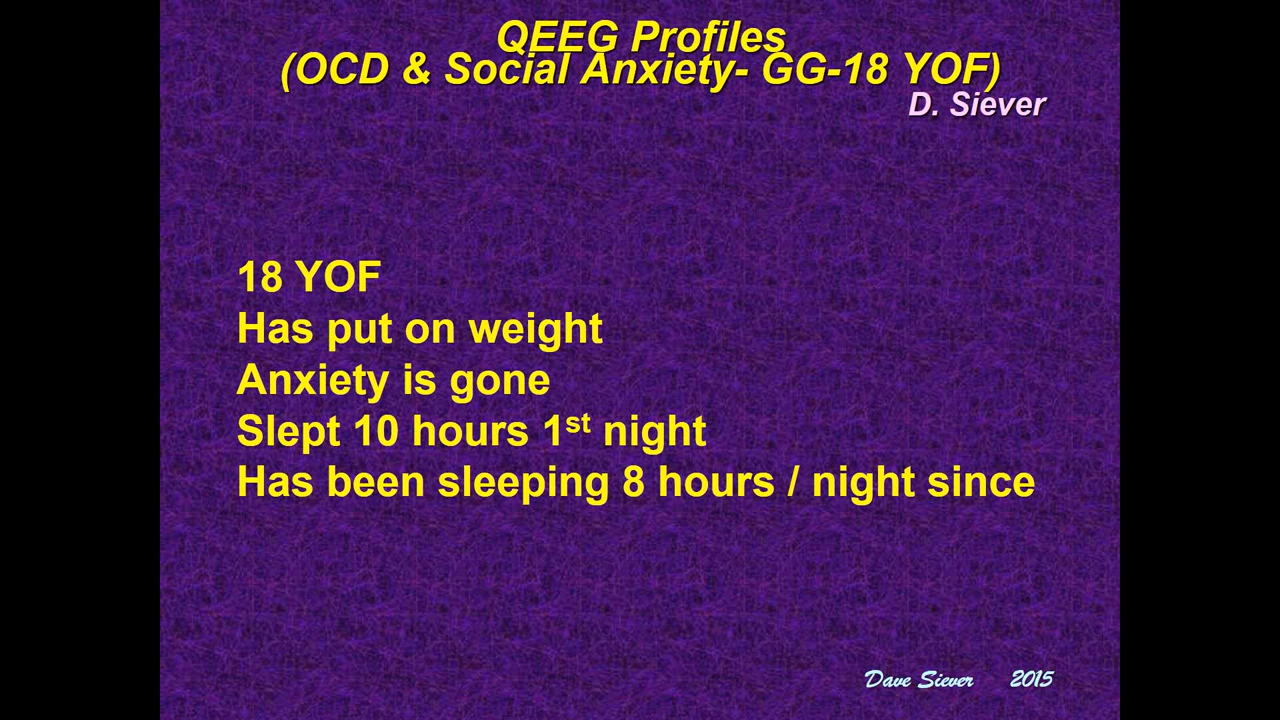 QEEG Profiles
(OCD & Social Anxiety- GG-18 YOF)
D. Siever
18 YOF
Has put on weight
Anxiety is gone
Slept 10 hours 1st night
Has been sleeping 8 hours / night since
Dave Siever 2015